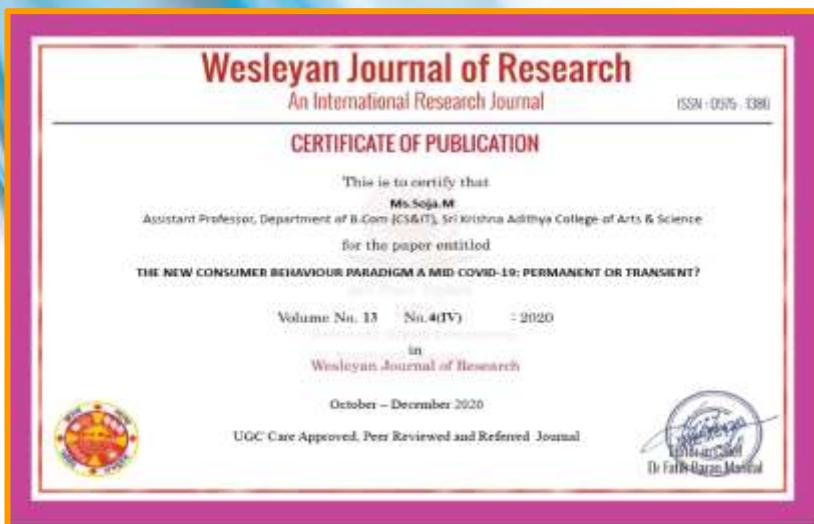 Wesleyan Journal of Research
An International Research Journal
ISSN : 0975 - 1386
CERTIFICATE OF PUBLICATION
This is to certify that
Ms.Soja.M
Assistant Professor, Department of B.Com (CS&IT), Sri Krishna Adithya College of Arts & Science
for the paper entitled
THE NEW CONSUMER BEHAVIOUR PARADIGM A MID COVID-19: PERMANENT OR TRANSIENT?
Volume No. 13 No.4(IV) : 2020
in
Wesleyan Journal of Research
October – December 2020
UGC Care Approved, Peer Reviewed and Referred Journal
Dr